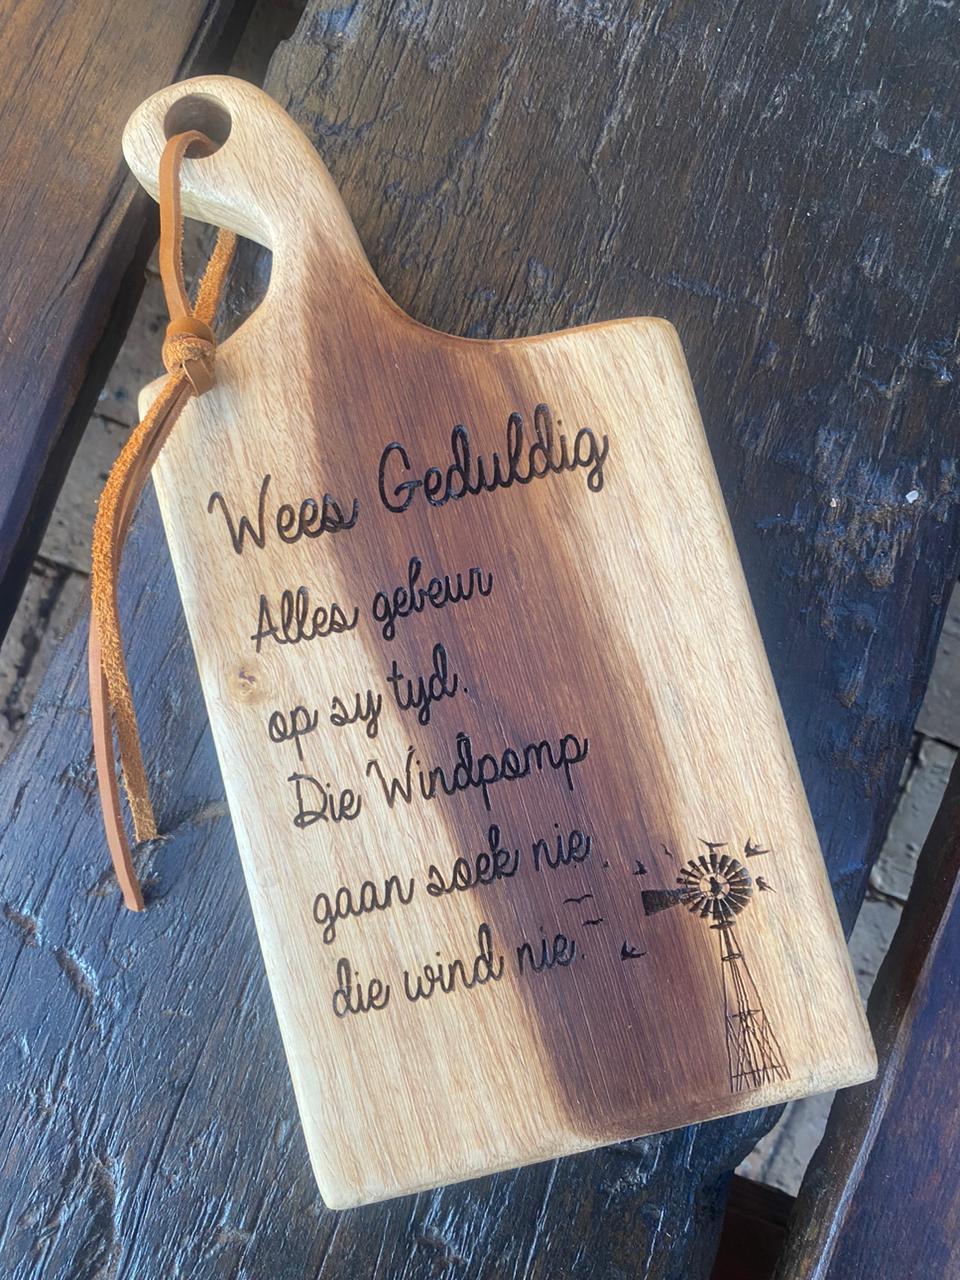 Wees Geduldig
Alles gebeur
op sy tyd.
Die Windpomp
gaan soek nie
die wind nie.